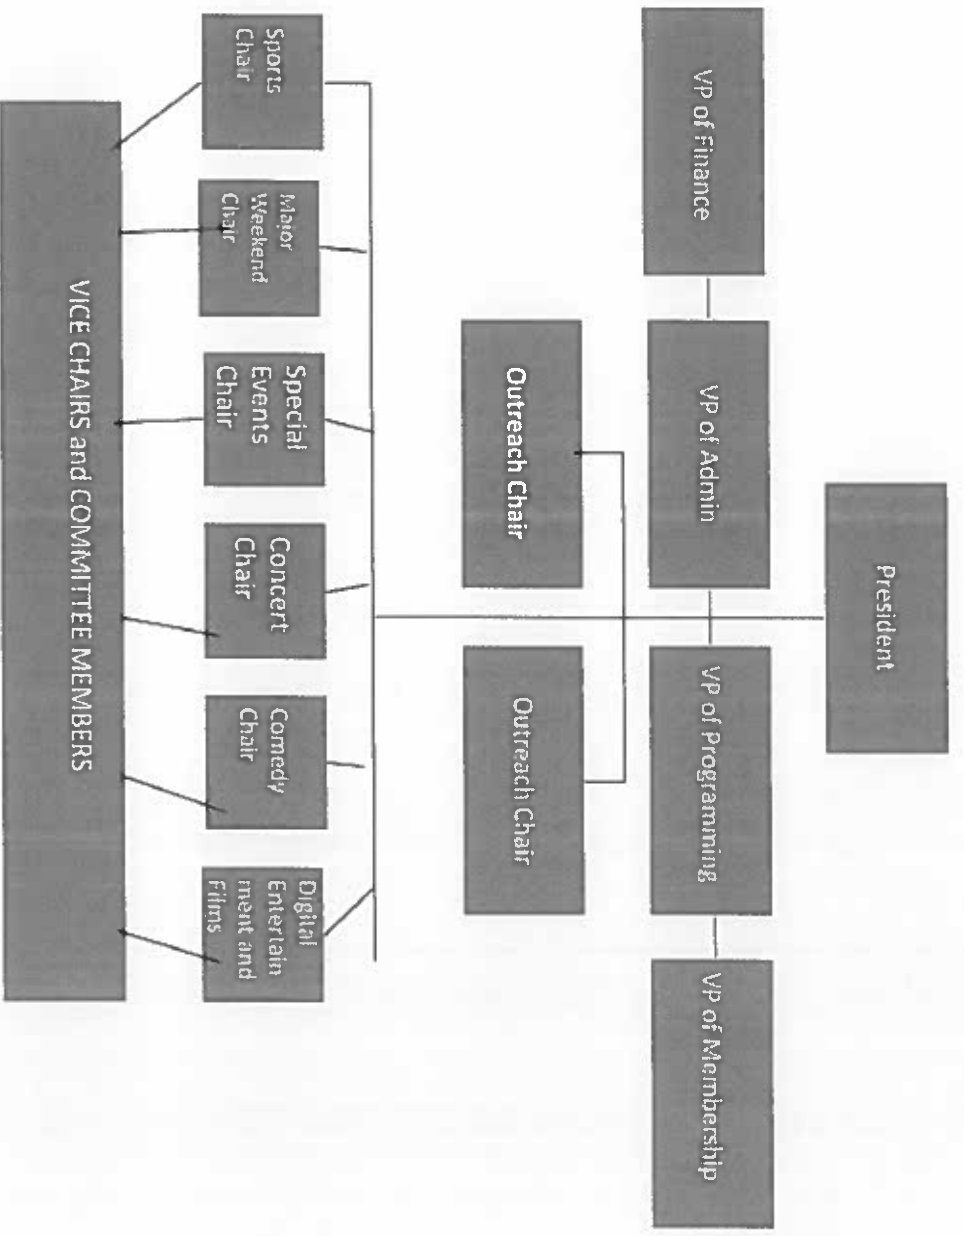 President
VP of Finance
VP of Admin
VP of Programming
VP of Membership
Outreach Chair
Outreach Chair
Sports
Chair
Major
Weekend
Chair
Special
Events
Chair
Concert
Chair
Comedy
Chair
Digital
Entertain
ment and
Films
VICE CHAIRS and COMMITTEE MEMBERS